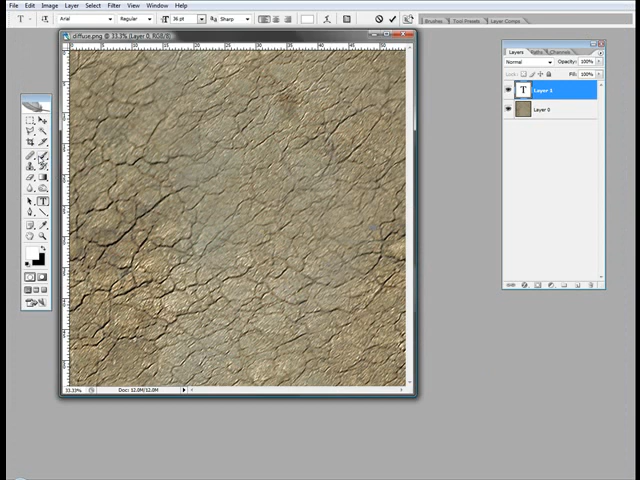 File Edit Image Layer Select Filter View Window Help
T Arial Regular T 36 pt Sharp Brushes Tool Presets Layer Comps
diffuse.png @ 33.3% (Layer 0, RGB/8)
Layers Paths Channels
Normal Opacity: 100%
Lock: Fill: 100%
T Layer 1
Layer 0
33.33% Doc: 12.0M/12.0M